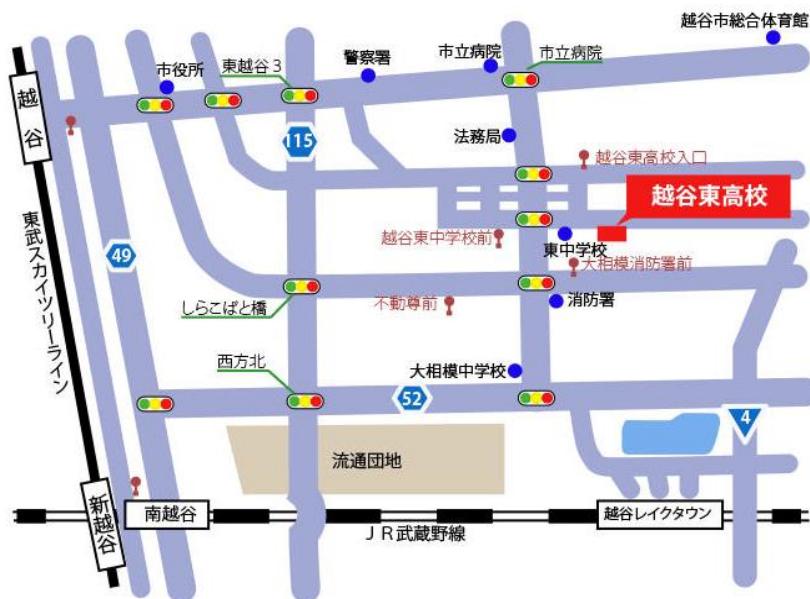 越谷市総合体育館
市立病院
市立病院
警察署
東越谷3
市役所
越谷
115
法務局
越谷東高校入口
越谷東高校
東武スカイツリーライン
49
越谷東中学校前
東中学校
大相模消防署前
しらこばと橋
不動尊前
消防署
西方北
大相模中学校
52
4
流通団地
新越谷
南越谷
越谷レイクタウン
JR武蔵野線